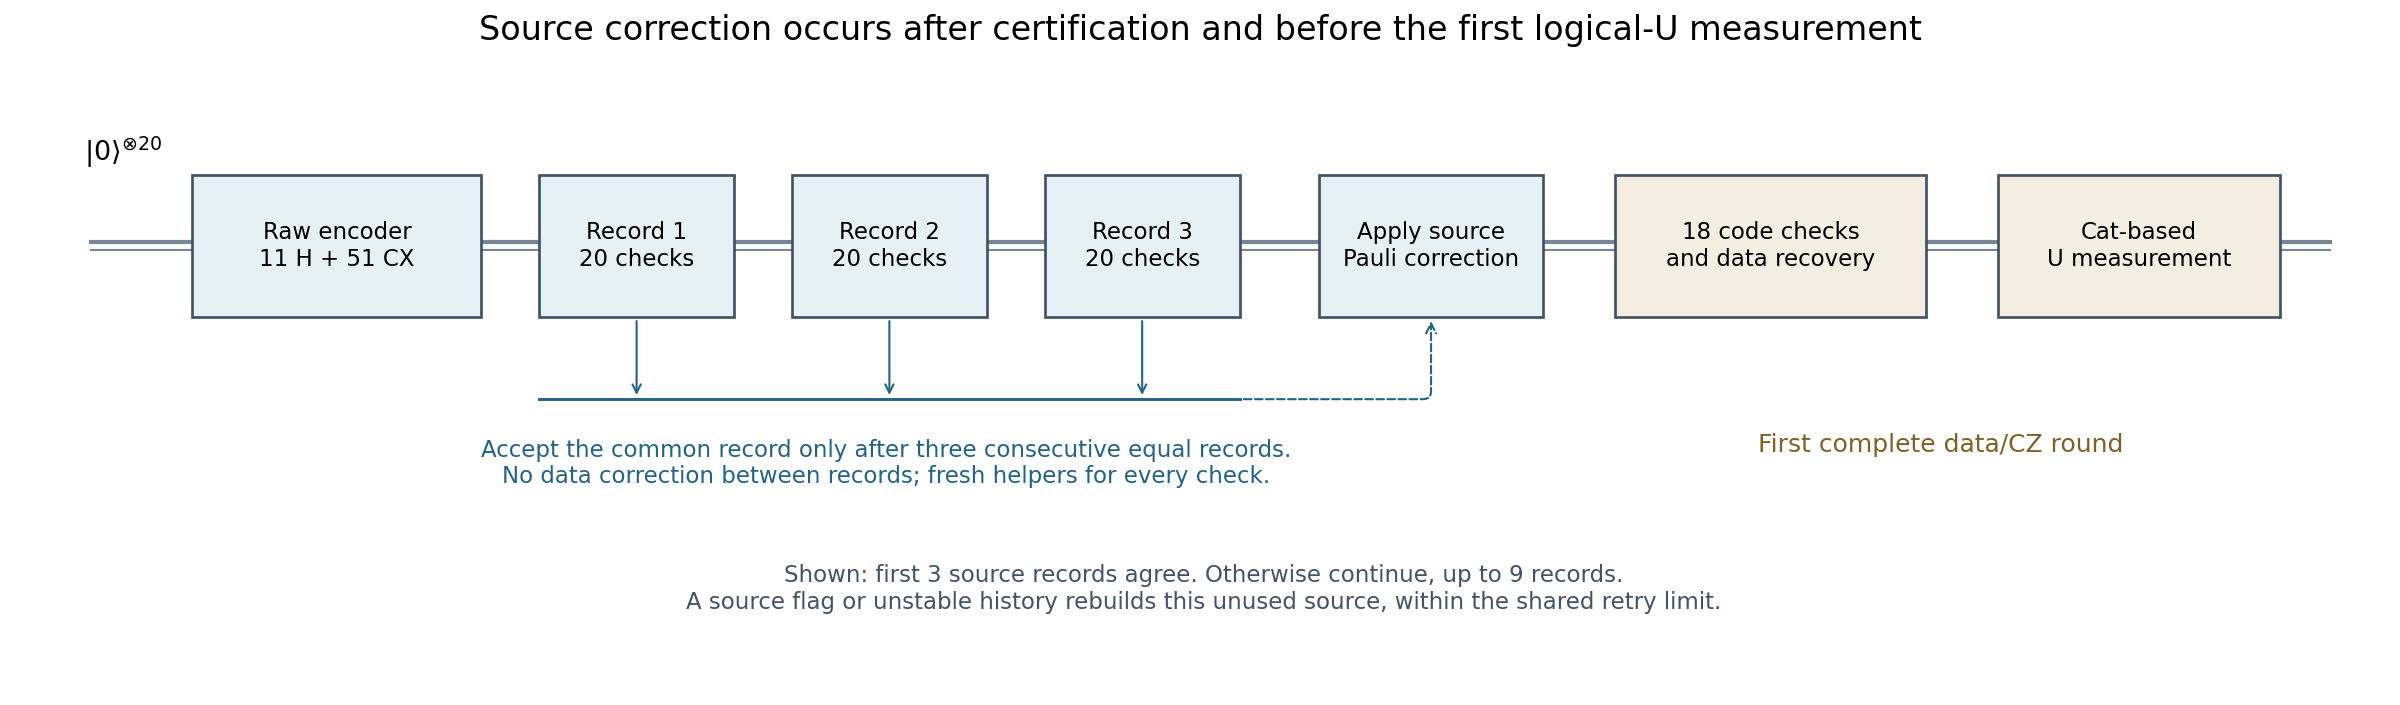 Source correction occurs after certification and before the first logical-U measurement
|0⟩⊗20
Raw encoder
11 H + 51 CX
Record 1
20 checks
Record 2
20 checks
Record 3
20 checks
Apply source
Pauli correction
18 code checks
and data recovery
Cat-based
U measurement
Accept the common record only after three consecutive equal records.
No data correction between records; fresh helpers for every check.
First complete data/CZ round
Shown: first 3 source records agree. Otherwise continue, up to 9 records.
A source flag or unstable history rebuilds this unused source, within the shared retry limit.